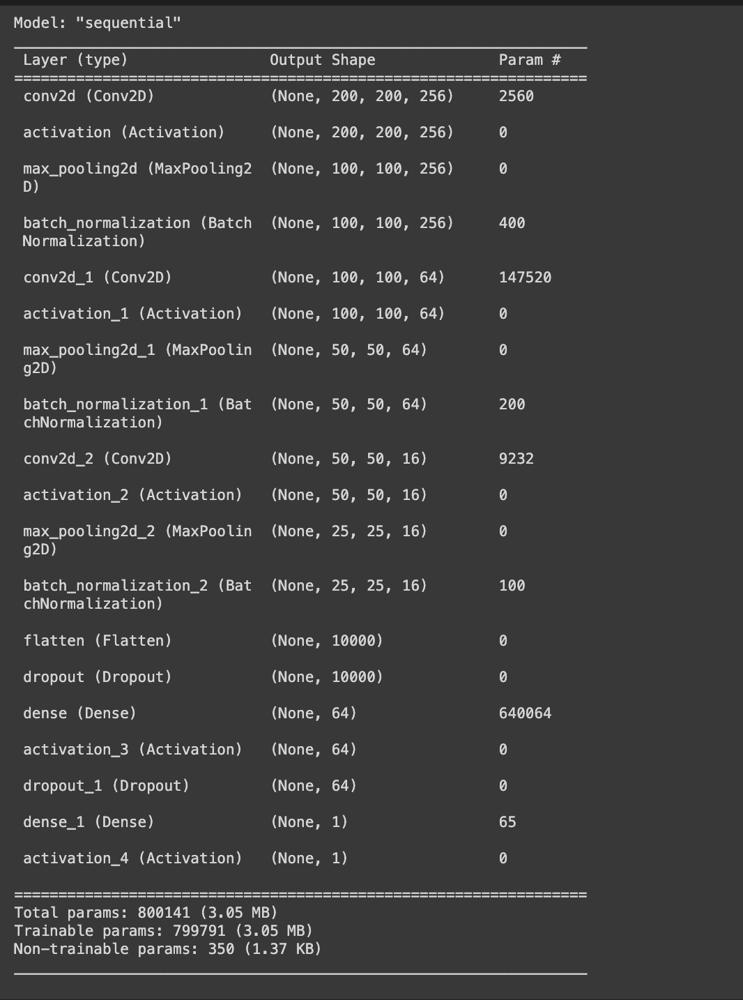 Model: "sequential"
_________________________________________________________________
Layer (type) Output Shape Param #
=================================================================
conv2d (Conv2D) (None, 200, 200, 256) 2560
activation (Activation) (None, 200, 200, 256) 0
max_pooling2d (MaxPooling2 (None, 100, 100, 256) 0
D)
batch_normalization (Batch (None, 100, 100, 256) 400
Normalization)
conv2d_1 (Conv2D) (None, 100, 100, 64) 147520
activation_1 (Activation) (None, 100, 100, 64) 0
max_pooling2d_1 (MaxPoolin (None, 50, 50, 64) 0
g2D)
batch_normalization_1 (Bat (None, 50, 50, 64) 200
chNormalization)
conv2d_2 (Conv2D) (None, 50, 50, 16) 9232
activation_2 (Activation) (None, 50, 50, 16) 0
max_pooling2d_2 (MaxPoolin (None, 25, 25, 16) 0
g2D)
batch_normalization_2 (Bat (None, 25, 25, 16) 100
chNormalization)
flatten (Flatten) (None, 10000) 0
dropout (Dropout) (None, 10000) 0
dense (Dense) (None, 64) 640064
activation_3 (Activation) (None, 64) 0
dropout_1 (Dropout) (None, 64) 0
dense_1 (Dense) (None, 1) 65
activation_4 (Activation) (None, 1) 0
=================================================================
Total params: 800141 (3.05 MB)
Trainable params: 799791 (3.05 MB)
Non-trainable params: 350 (1.37 KB)
_________________________________________________________________